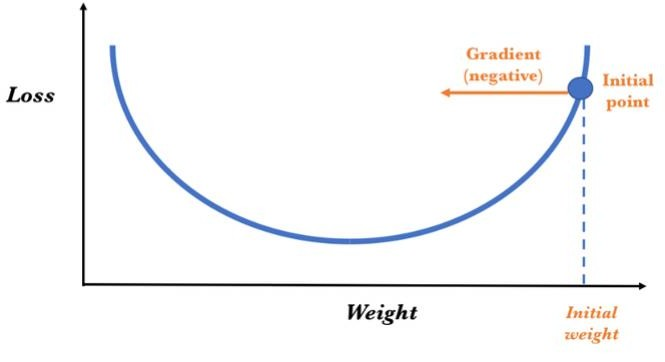 Gradient
(negative)
Initial
point
Loss
Weight
Initial
weight